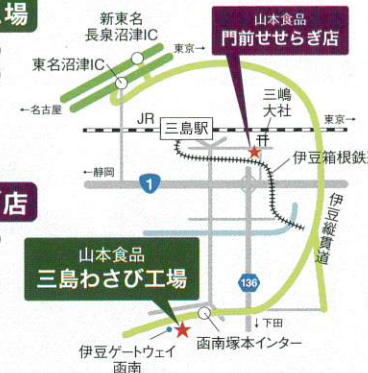 場
新東名
長泉沼津IC
東名沼津IC
東京→
←名古屋
山本食品
門前せせらぎ店
三嶋
大社
JR
三島駅
東京→
伊豆箱根鉄
←静岡
1
店
伊豆縦貫道
山本食品
三島わさび工場
136
↓下田
伊豆ゲートウェイ
函南
函南塚本インター